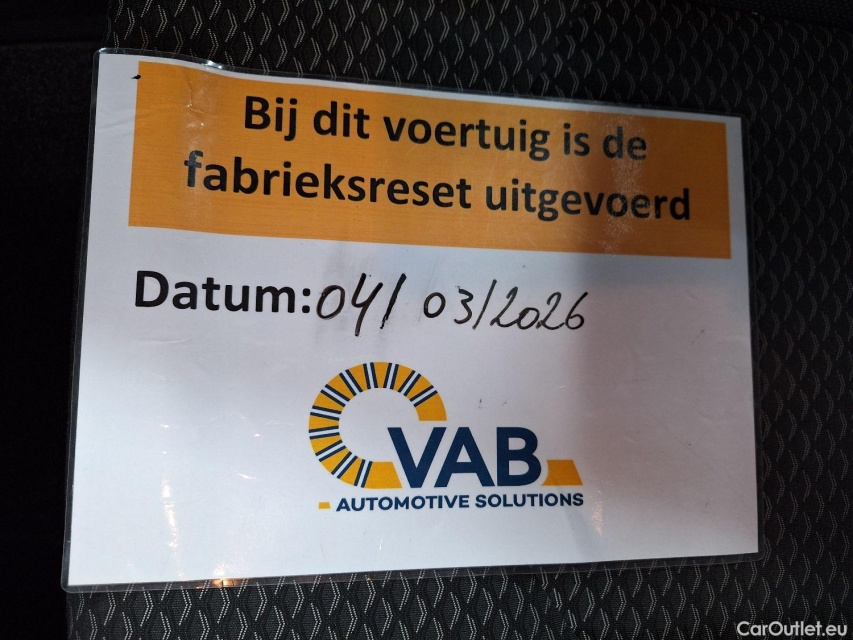 Bij dit voertuig is de
fabrieksreset uitgevoerd
Datum: 04/03/2026
VAB
AUTOMOTIVE SOLUTIONS
CarOutlet.eu